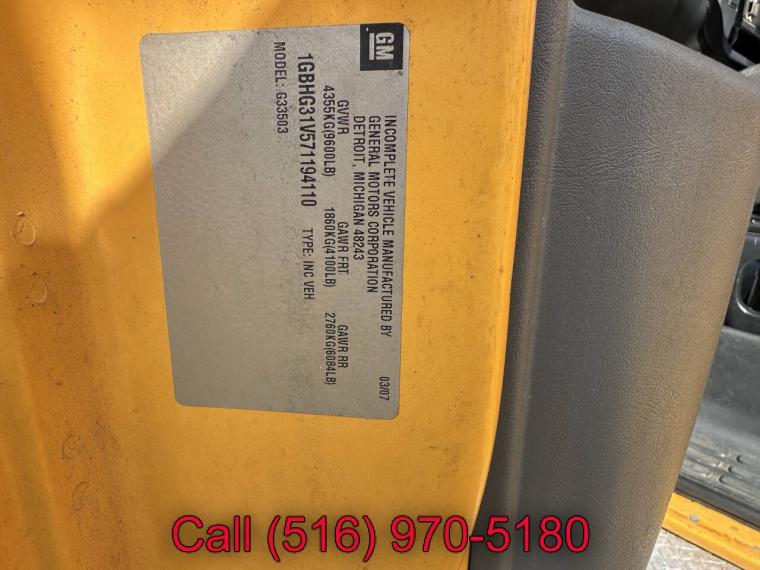 GM
INCOMPLETE VEHICLE MANUFACTURED BY
GENERAL MOTORS CORPORATION 03/07
DETROIT, MICHIGAN 48243
GVWR GAWR FRT GAWR RR
4355KG(9600LB) 1860KG(4100LB) 2760KG(6084LB)
1GBHG31V571194110 TYPE: INC VEH
MODEL: G33503
Call (516) 970-5180